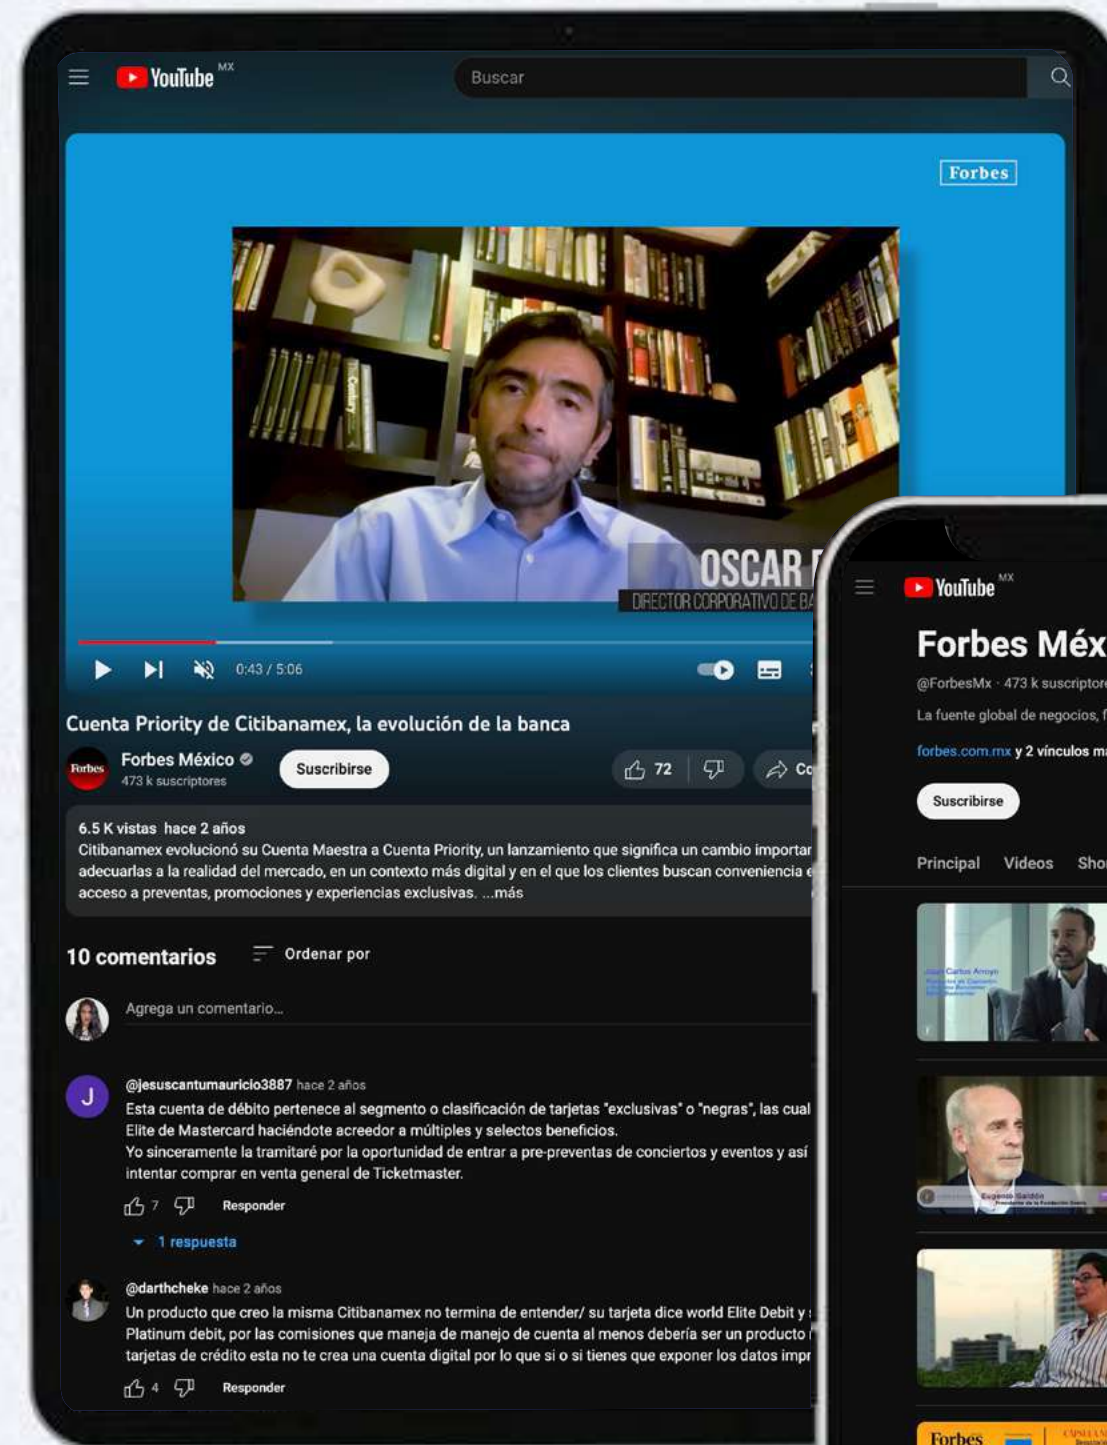 YouTube MX
Buscar
Forbes
Century
OSCAR
DIRECTOR CORPORATIVO DE
0:43 / 5:06
Cuenta Priority de Citibanamex, la evolución de la banca
Forbes
Forbes México
473 k suscriptores
Suscribirse
72
6.5 K vistas hace 2 años
Citibanamex evolucionó su Cuenta Maestra a Cuenta Priority, un lanzamiento que significa un cambio importan
adecuarlas a la realidad del mercado, en un contexto más digital y en el que los clientes buscan conveniencia
acceso a preventas, promociones y experiencias exclusivas. ...más
10 comentarios
Ordenar por
Agrega un comentario...
J
@jesuscantumauricio3887 hace 2 años
Esta cuenta de débito pertenece al segmento o clasificación de tarjetas "exclusivas" o "negras", las cual
Elite de Mastercard haciéndote acreedor a múltiples y selectos beneficios.
Yo sinceramente la tramitaré por la oportunidad de entrar a pre-preventas de conciertos y eventos y así
intentar comprar en venta general de Ticketmaster.
7
Responder
1 respuesta
@darthcheke hace 2 años
Un producto que creo la misma Citibanamex no termina de entender/ su tarjeta dice world Elite Debit y
Platinum debit, por las comisiones que maneja de manejo de cuenta al menos debería ser un producto
tarjetas de crédito esta no te crea una cuenta digital por lo que si o si tienes que exponer los datos impr
4
Responder
YouTube MX
Forbes Méx
@ForbesMx · 473 k suscriptore
La fuente global de negocios, f
forbes.com.mx y 2 vínculos má
Suscribirse
Principal
Videos
Shor
Juan Carlos Arroyo
Eugenio Galdón
Forbes